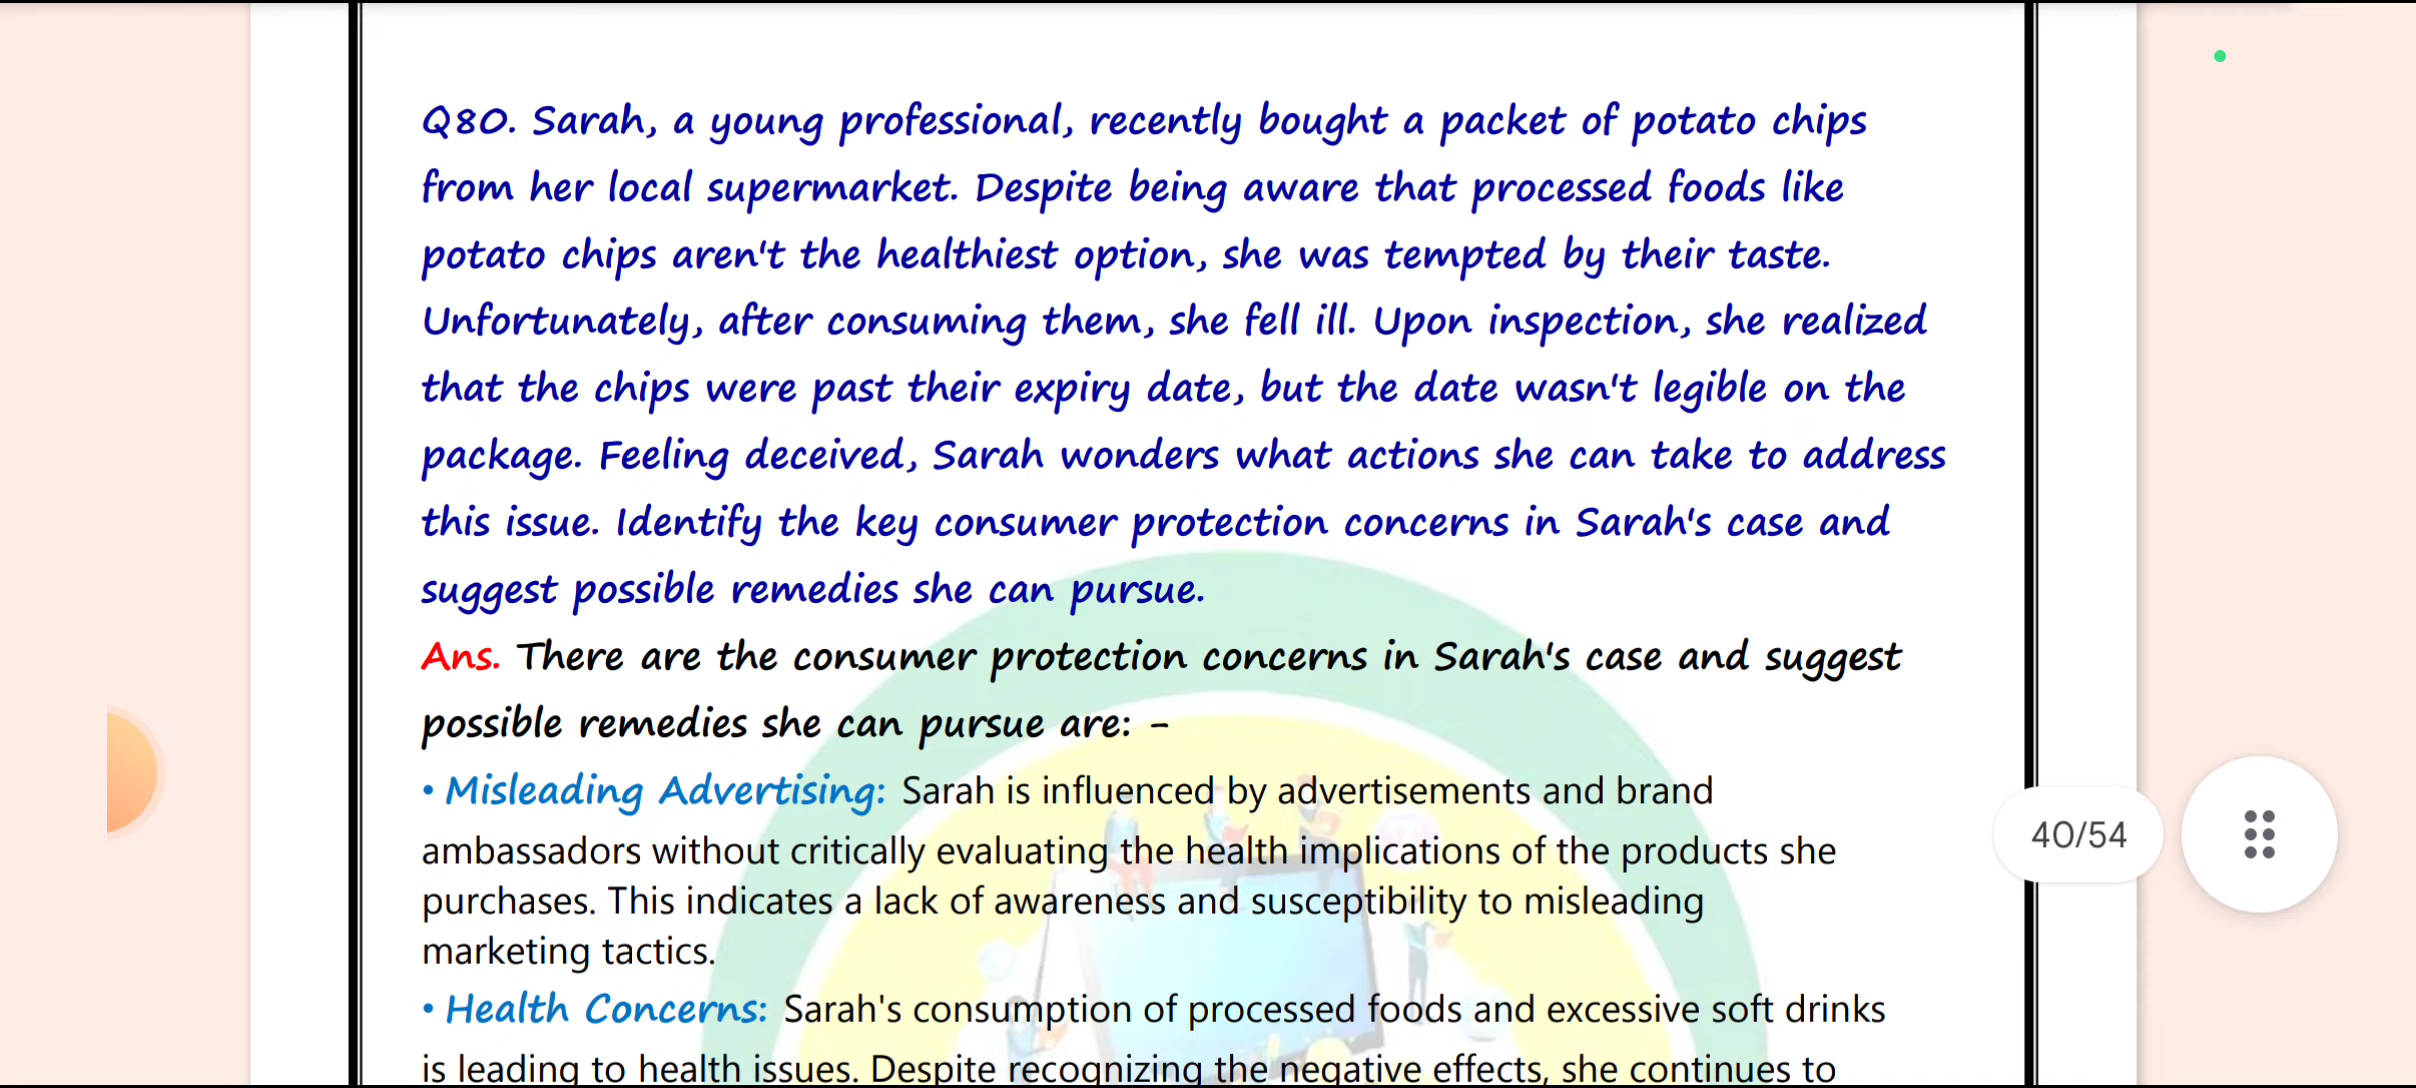 Q80. Sarah, a young professional, recently bought a packet of potato chips
from her local supermarket. Despite being aware that processed foods like
potato chips aren't the healthiest option, she was tempted by their taste.
Unfortunately, after consuming them, she fell ill. Upon inspection, she realized
that the chips were past their expiry date, but the date wasn't legible on the
package. Feeling deceived, Sarah wonders what actions she can take to address
this issue. Identify the key consumer protection concerns in Sarah's case and
suggest possible remedies she can pursue.
Ans. There are the consumer protection concerns in Sarah's case and suggest
possible remedies she can pursue are: -
• Misleading Advertising: Sarah is influenced by advertisements and brand
ambassadors without critically evaluating the health implications of the products she
purchases. This indicates a lack of awareness and susceptibility to misleading
marketing tactics.
40/54
• Health Concerns: Sarah's consumption of processed foods and excessive soft drinks
is leading to health issues. Despite recognizing the negative effects, she continues to